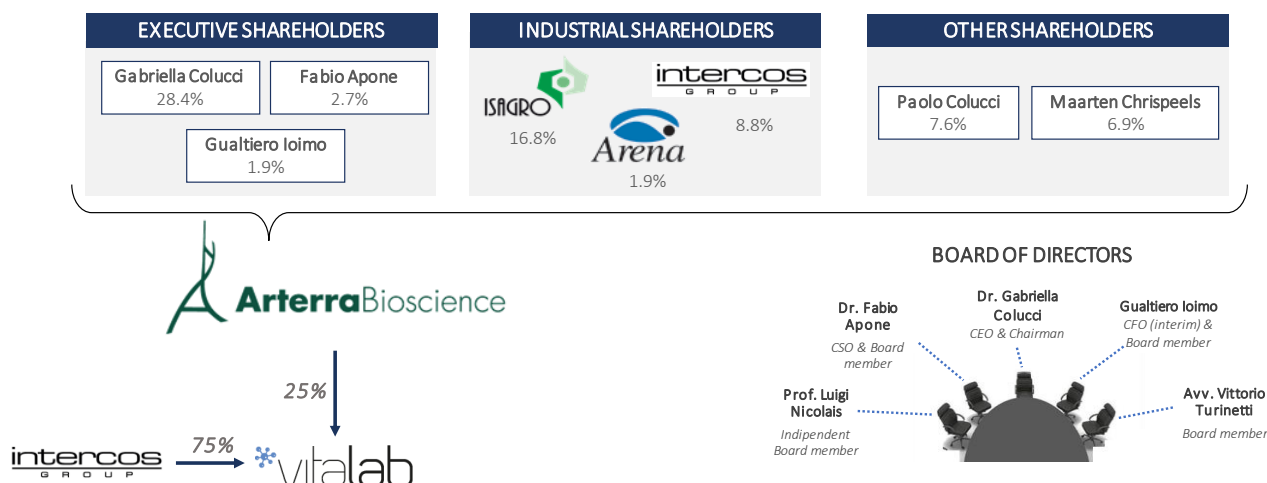 EXECUTIVE SHAREHOLDERS
Gabriella Colucci
28.4%
Fabio Apone
2.7%
Gualtiero Ioimo
1.9%
INDUSTRIAL SHAREHOLDERS
ISAGRO
16.8%
intercos
GROUP
8.8%
Arena
1.9%
OTHER SHAREHOLDERS
Paolo Colucci
7.6%
Maarten Chrispeels
6.9%
ArterraBioscience
25%
intercos
GROUP
75%
vitalab
BOARD OF DIRECTORS
Dr. Fabio
Apone
CSO & Board
member
Dr. Gabriella
Colucci
CEO & Chairman
Gualtiero Ioimo
CFO (interim) &
Board member
Prof. Luigi
Nicolais
Indipendent
Board member
Avv. Vittorio
Turinetti
Board member